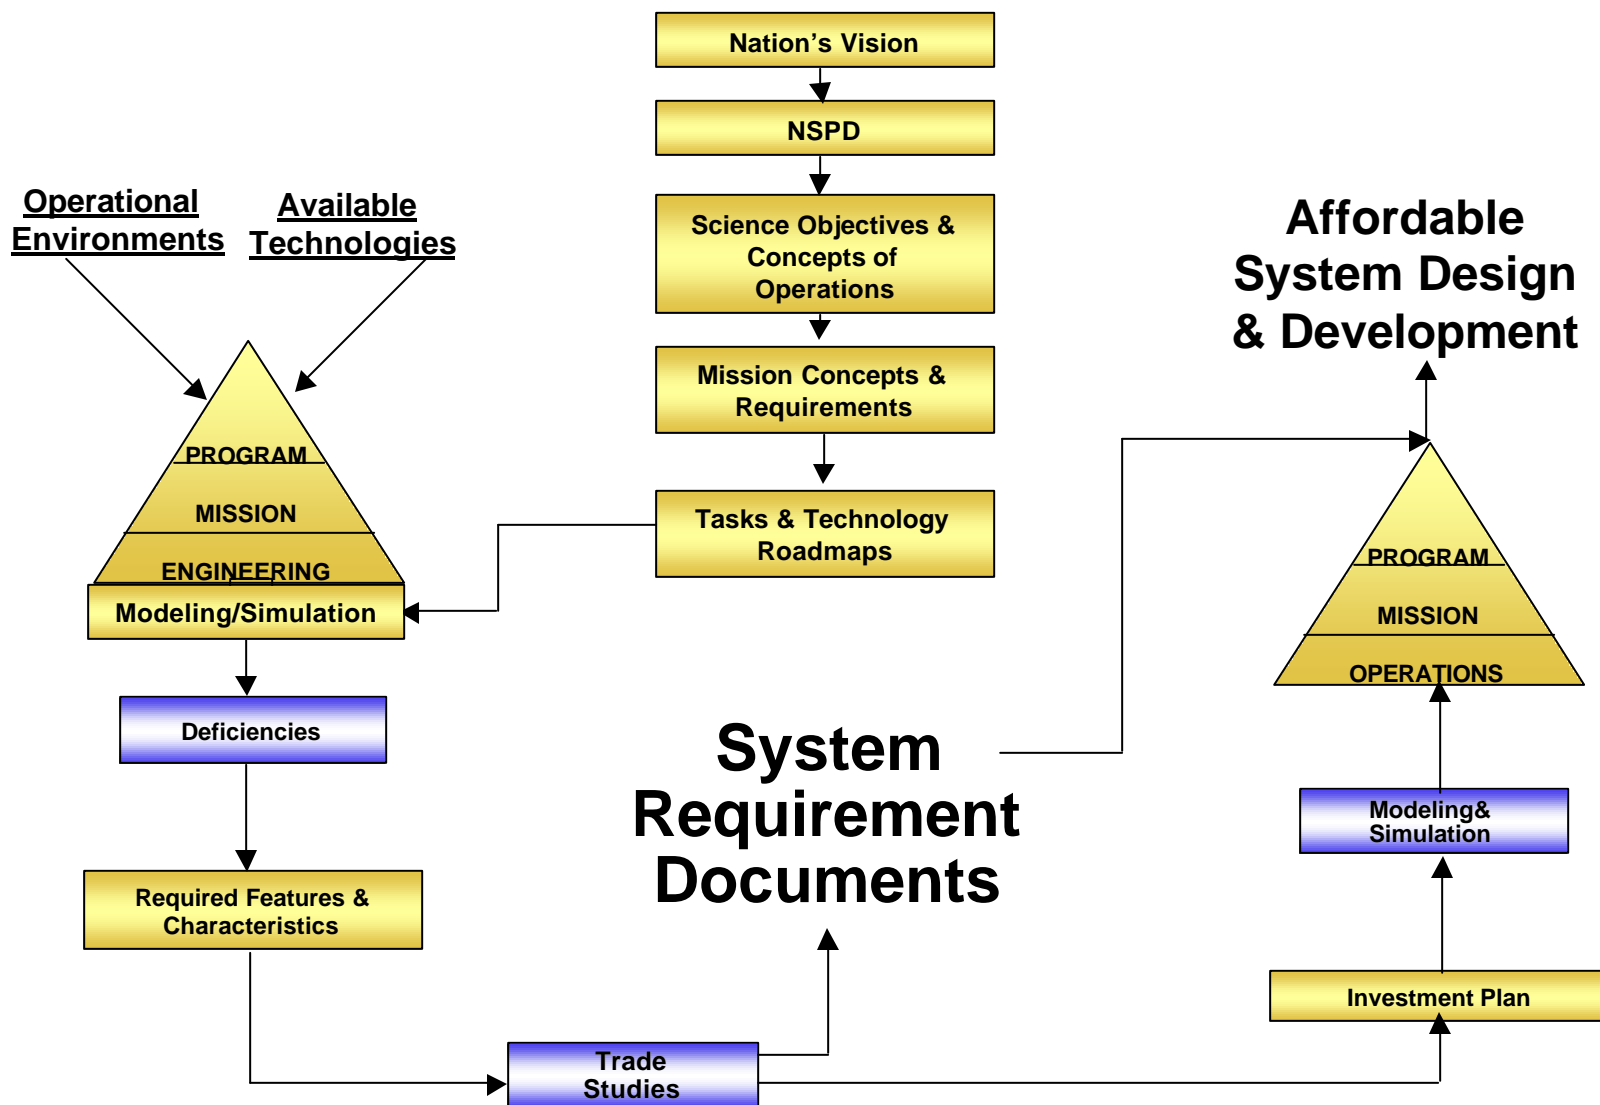 Nation's Vision
NSPD
Science Objectives &
Concepts of
Operations
Mission Concepts &
Requirements
Tasks & Technology
Roadmaps
Operational
Environments
Available
Technologies
PROGRAM
MISSION
ENGINEERING
Modeling/Simulation
Deficiencies
Required Features &
Characteristics
Trade
Studies
System
Requirement
Documents
Affordable
System Design
& Development
PROGRAM
MISSION
OPERATIONS
Modeling&
Simulation
Investment Plan